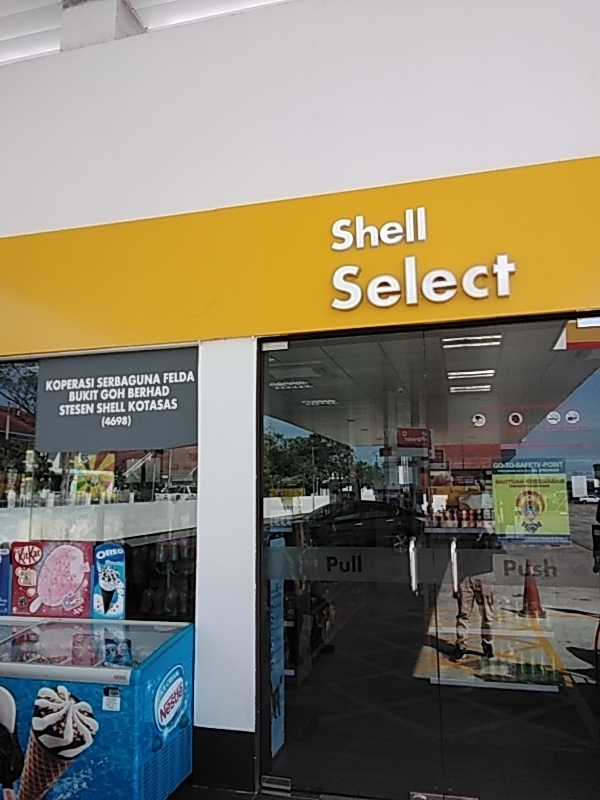 Shell
Select
KOPERASI SERBAGUNA FELDA
BUKIT GOH BERHAD
STESEN SHELL KOTASAS
(4698)
GO-TO-SAFETY-POINT
Pull
Push
KitKat
OREO
Nestlé